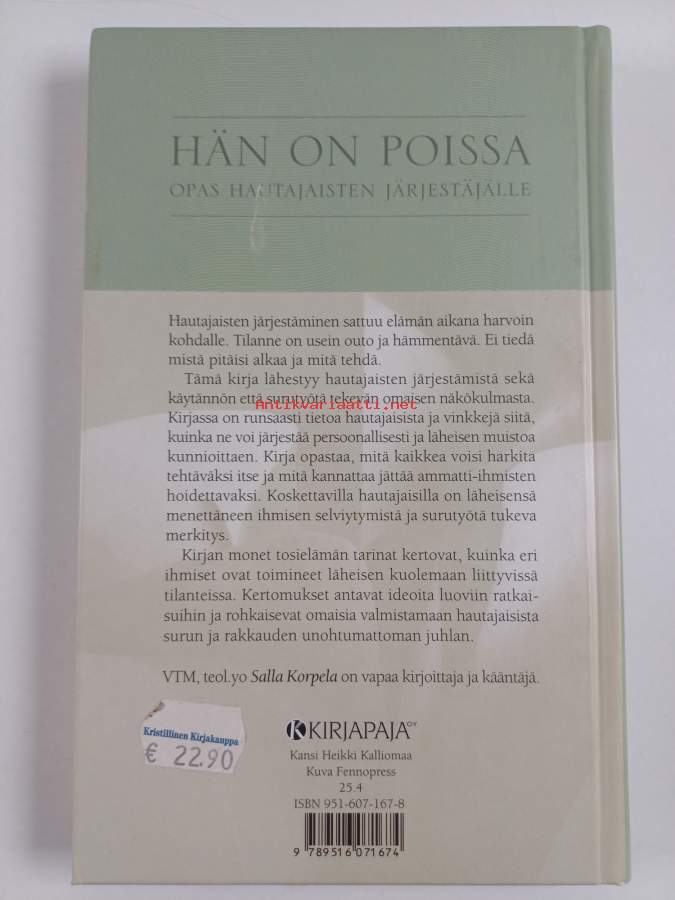 HÄN ON POISSA
OPAS HAUTAJAISTEN JÄRJESTÄJÄLLE
Hautajaisten järjestäminen sattuu elämän aikana harvoin
kohdalle. Tilanne on usein outo ja hämmentävä. Ei tiedä
mistä pitäisi alkaa ja mitä tehdä.
Tämä kirja lähestyy hautajaisten järjestämistä sekä
käytännön että surutyötä tekevän omaisen näkökulmasta.
Antikvariaatti.net
Kirjassa on runsaasti tietoa hautajaisista ja vinkkejä siitä,
kuinka ne voi järjestää persoonallisesti ja läheisen muistoa
kunnioittaen. Kirja opastaa, mitä kaikkea voisi harkita
tehtäväksi itse ja mitä kannattaa jättää ammatti-ihmisten
hoidettavaksi. Koskettavilla hautajaisilla on läheisensä
menettäneen ihmisen selviytymistä ja surutyötä tukeva
merkitys.
Kirjan monet tosielämän tarinat kertovat, kuinka eri
ihmiset ovat toimineet läheisen kuolemaan liittyvissä
tilanteissa. Kertomukset antavat ideoita luoviin ratkai-
suihin ja rohkaisevat omaisia valmistamaan hautajaisista
surun ja rakkauden unohtumattoman juhlan.
VTM, teol.yo Salla Korpela on vapaa kirjoittaja ja kääntäjä.
Kristillinen Kirjakauppa
€ 22.90
KIRJAPAJA OY
Kansi Heikki Kalliomaa
Kuva Fennopress
25.4
ISBN 951-607-167-8
9 789516 071674